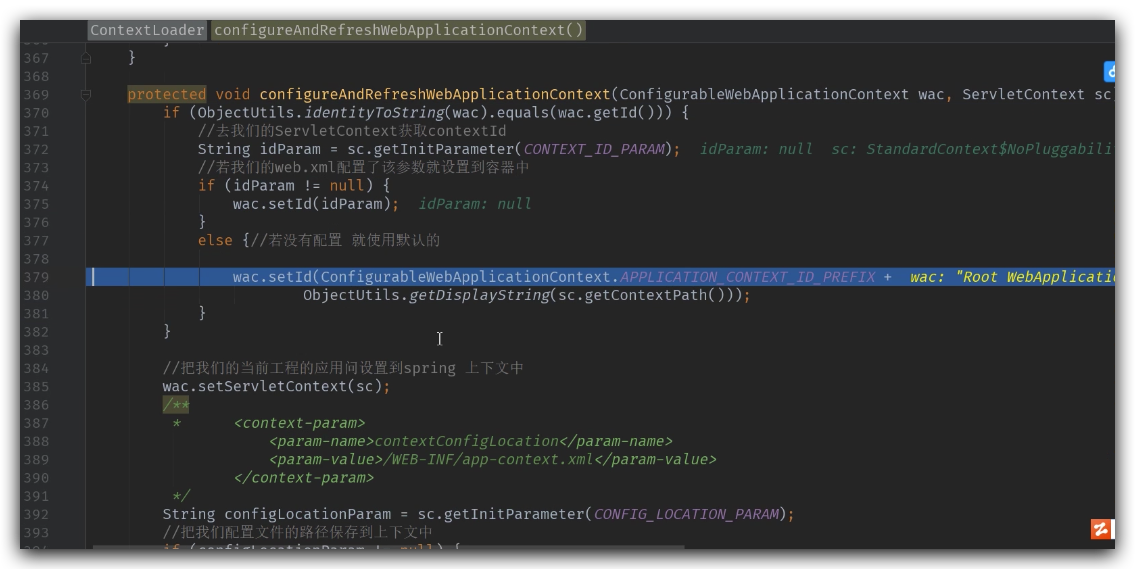 ContextLoader configureAndRefreshWebApplicationContext()
367 }
368
369 protected void configureAndRefreshWebApplicationContext(ConfigurableWebApplicationContext wac, ServletContext sc
370 if (ObjectUtils.identityToString(wac).equals(wac.getId())) {
371 //去我们的ServletContext获取contextId
372 String idParam = sc.getInitParameter(CONTEXT_ID_PARAM); idParam: null sc: StandardContext$NoPluggabili
373 //若我们的web.xml配置了该参数就设置到容器中
374 if (idParam != null) {
375 wac.setId(idParam); idParam: null
376 }
377 else {//若没有配置 就使用默认的
378
379 wac.setId(ConfigurableWebApplicationContext.APPLICATION_CONTEXT_ID_PREFIX + wac: "Root WebApplicatio
380 ObjectUtils.getDisplayString(sc.getContextPath()));
381 }
382 }
383
384 //把我们的当前工程的应用问设置到spring 上下文中
385 wac.setServletContext(sc);
386 /**
387 * <context-param>
388 <param-name>contextConfigLocation</param-name>
389 <param-value>/WEB-INF/app-context.xml</param-value>
390 </context-param>
391 */
392 String configLocationParam = sc.getInitParameter(CONFIG_LOCATION_PARAM);
393 //把我们配置文件的路径保存到上下文中
if (configLocationParam != null) {